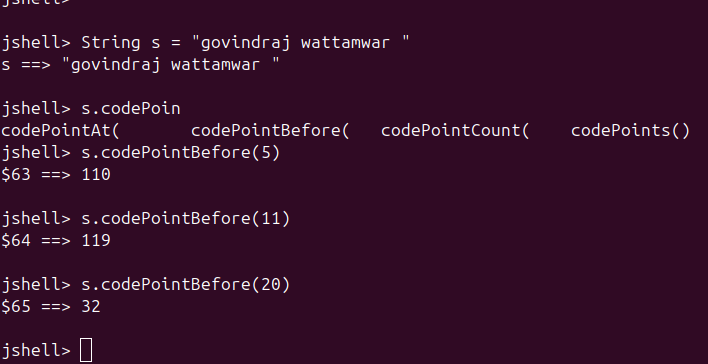 jshell>
jshell> String s = "govindraj wattamwar "
s ==> "govindraj wattamwar "
jshell> s.codePoin
codePointAt( codePointBefore( codePointCount( codePoints()
jshell> s.codePointBefore(5)
$63 ==> 110
jshell> s.codePointBefore(11)
$64 ==> 119
jshell> s.codePointBefore(20)
$65 ==> 32
jshell>